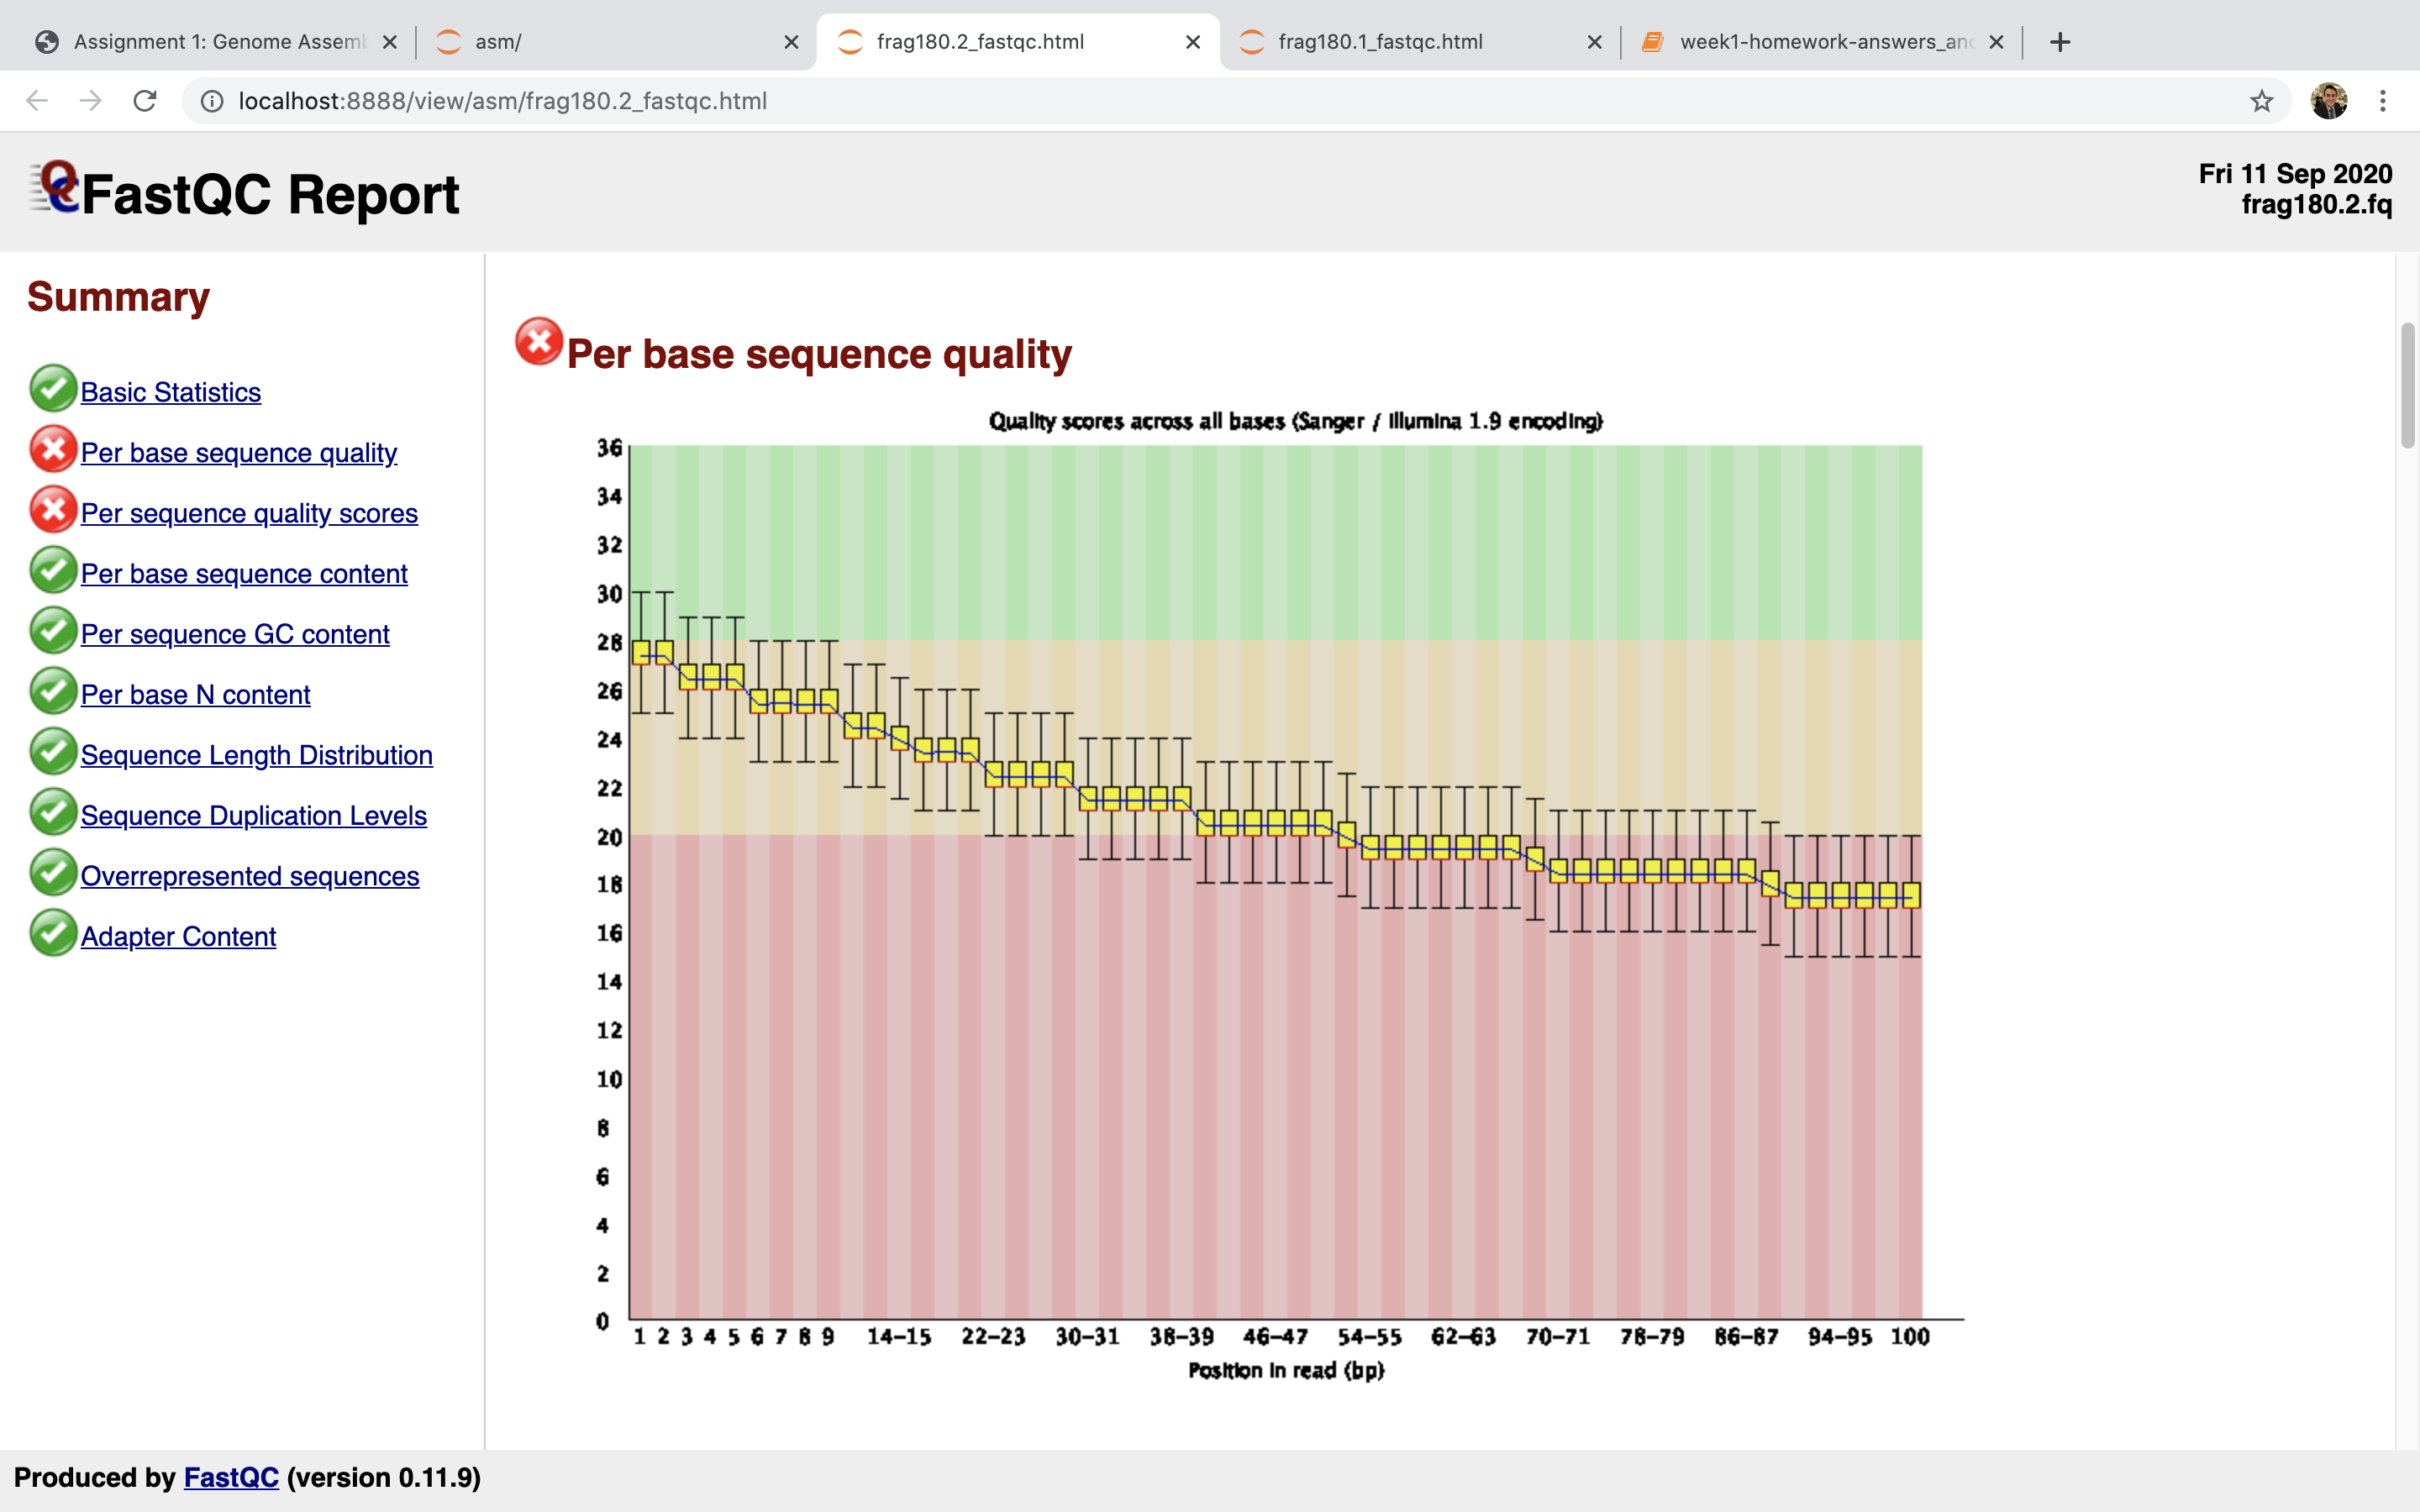 Assignment 1: Genome Assemb
asm/
frag180.2_fastqc.html
frag180.1_fastqc.html
week1-homework-answers_and
localhost:8888/view/asm/frag180.2_fastqc.html
FastQC Report
Fri 11 Sep 2020
frag180.2.fq
Summary
Basic Statistics
Per base sequence quality
Per sequence quality scores
Per base sequence content
Per sequence GC content
Per base N content
Sequence Length Distribution
Sequence Duplication Levels
Overrepresented sequences
Adapter Content
Per base sequence quality
Quality scores across all bases (Sanger / Illumina 1.9 encoding)
36
34
32
30
28
26
24
22
20
18
16
14
12
10
8
6
4
2
0
1 2 3 4 5 6 7 8 9 14-15 22-23 30-31 38-39 46-47 54-55 62-63 70-71 78-79 86-87 94-95 100
Position in read (bp)
Produced by FastQC (version 0.11.9)